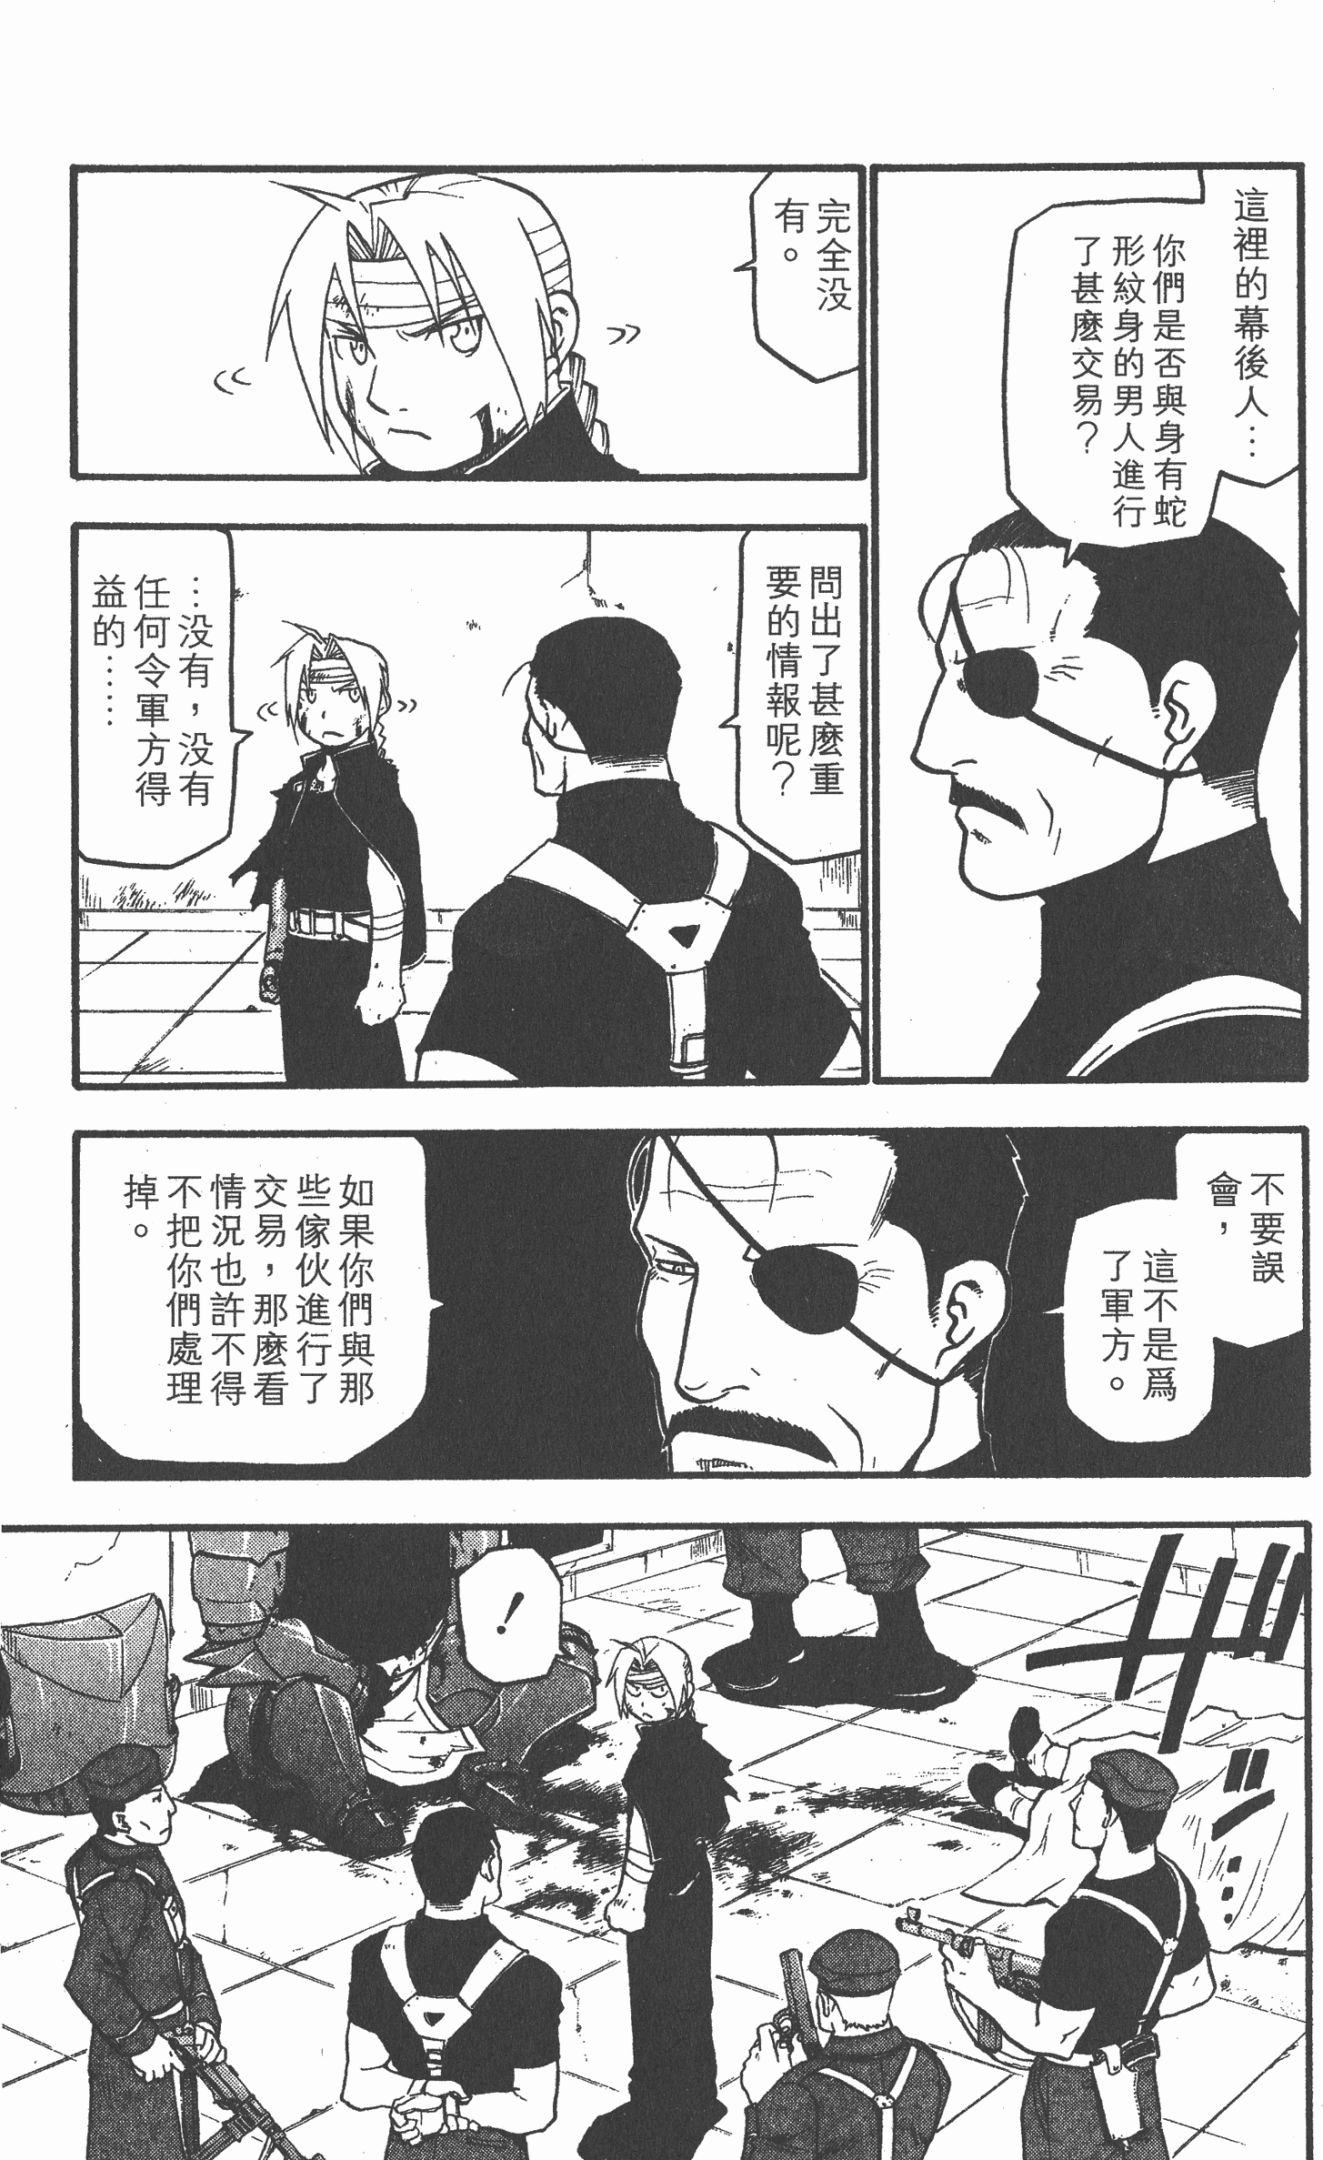 這裡的幕後人…
你們是否與身有蛇
形紋身的男人進行
了甚麼交易？
完全没
有。
問出了甚麼重
要的情報呢？
…没有，没有
任何令軍方得
益的……
不要誤
會，
這不是爲
了軍方。
如果你們與那
些傢伙進行了
交易，那麼看
情況也許不得
不把你們處理
掉。
！